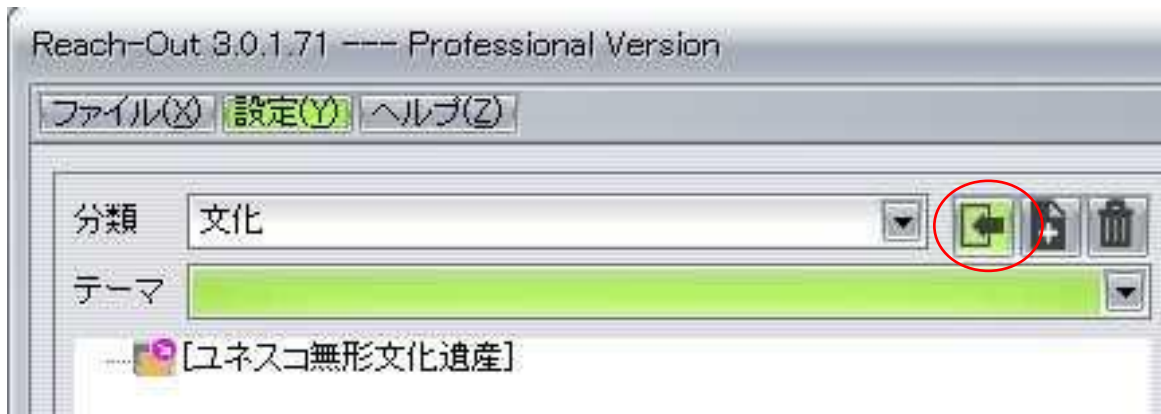 Reach-Out 3.0.1.71 --- Professional Version
ファイル(X) 設定(Y) ヘルプ(Z)
分類 文化
テーマ
[ユネスコ無形文化遺産]